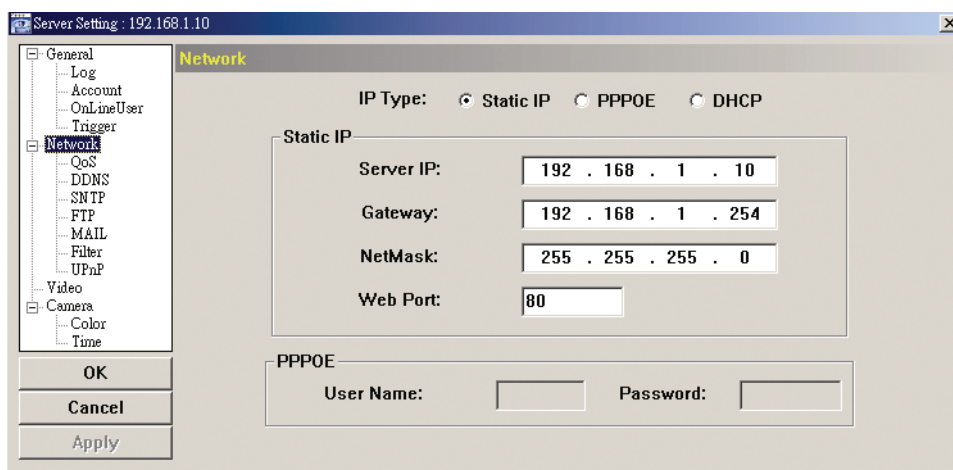 Server Setting : 192.168.1.10
General
Log
Account
OnLineUser
Trigger
Network
QoS
DDNS
SNTP
FTP
MAIL
Filter
UPnP
Video
Camera
Color
Time
OK
Cancel
Apply
Network
IP Type: Static IP PPPOE DHCP
Static IP
Server IP: 192 . 168 . 1 . 10
Gateway: 192 . 168 . 1 . 254
NetMask: 255 . 255 . 255 . 0
Web Port: 80
PPPOE
User Name: Password: